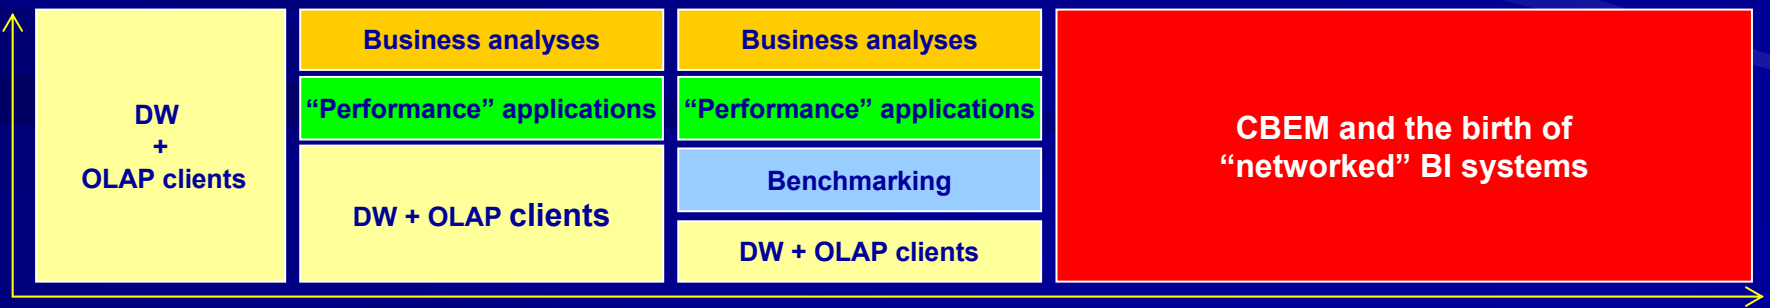 DW
+
OLAP clients
Business analyses
“Performance” applications
DW + OLAP clients
Business analyses
“Performance” applications
Benchmarking
DW + OLAP clients
CBEM and the birth of
“networked” BI systems